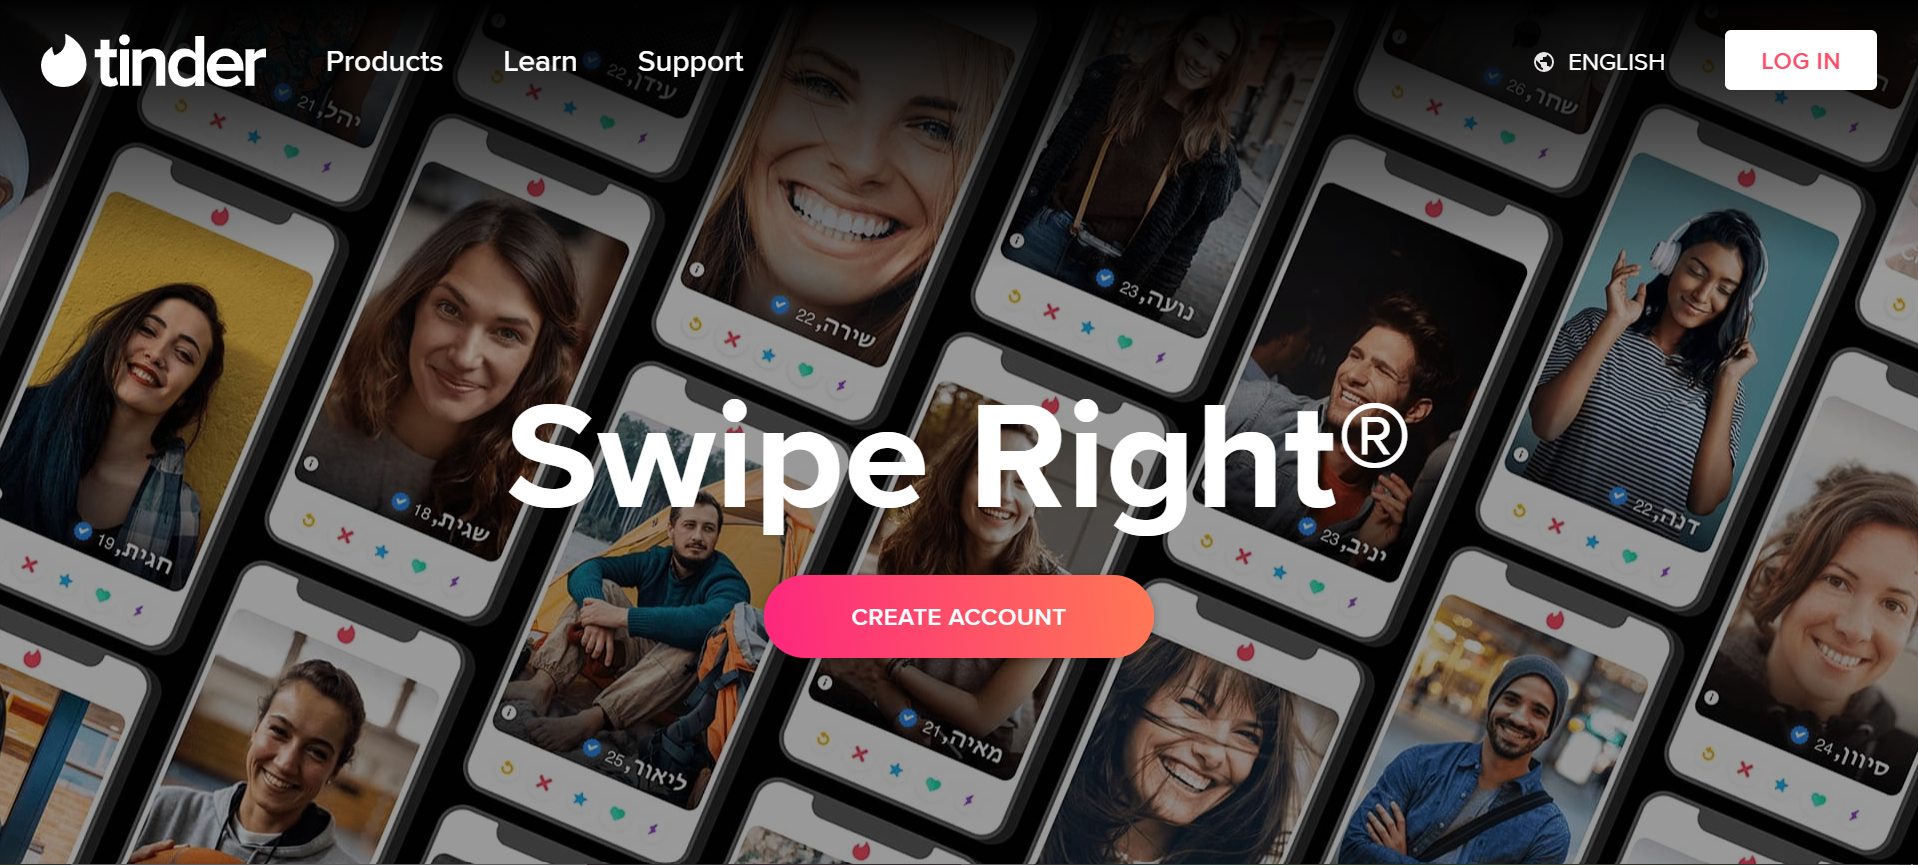 tinder
Products
Learn
Support
ENGLISH
LOG IN
יהל, 21
עידן, 22
שחר, 26
נועה, 23
שירה, 22
חגית, 19
שגית, 18
יניב, 23
דנה, 22
Swipe Right®
CREATE ACCOUNT
ליאור, 25
מאיה, 21
סיוון, 24